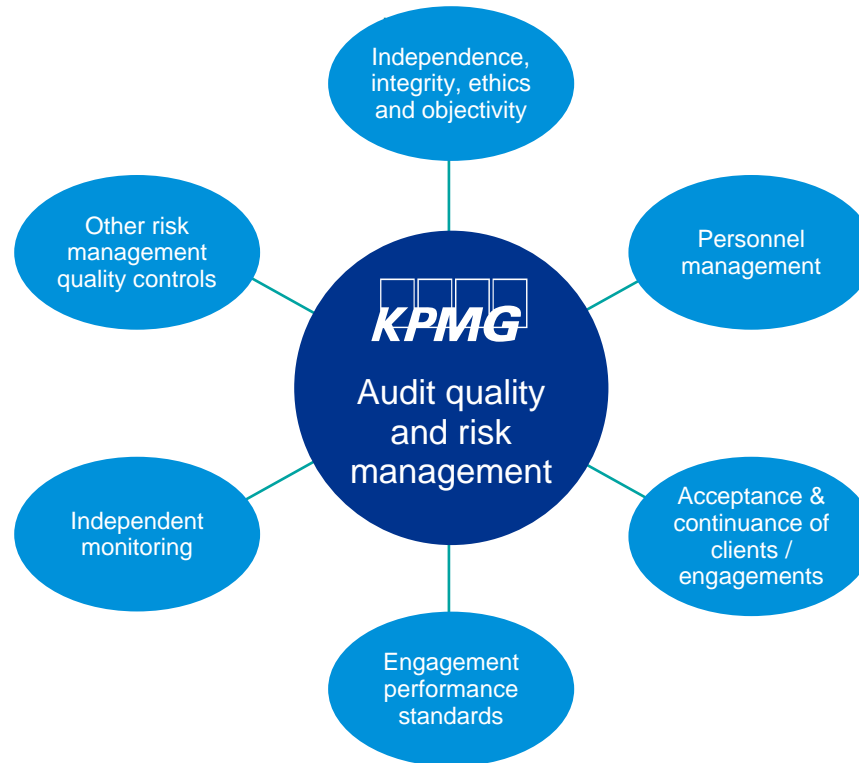 Independence,
integrity, ethics
and objectivity
Other risk
management
quality controls
Personnel
management
KPMG
Audit quality
and risk
management
Independent
monitoring
Acceptance &
continuance of
clients /
engagements
Engagement
performance
standards